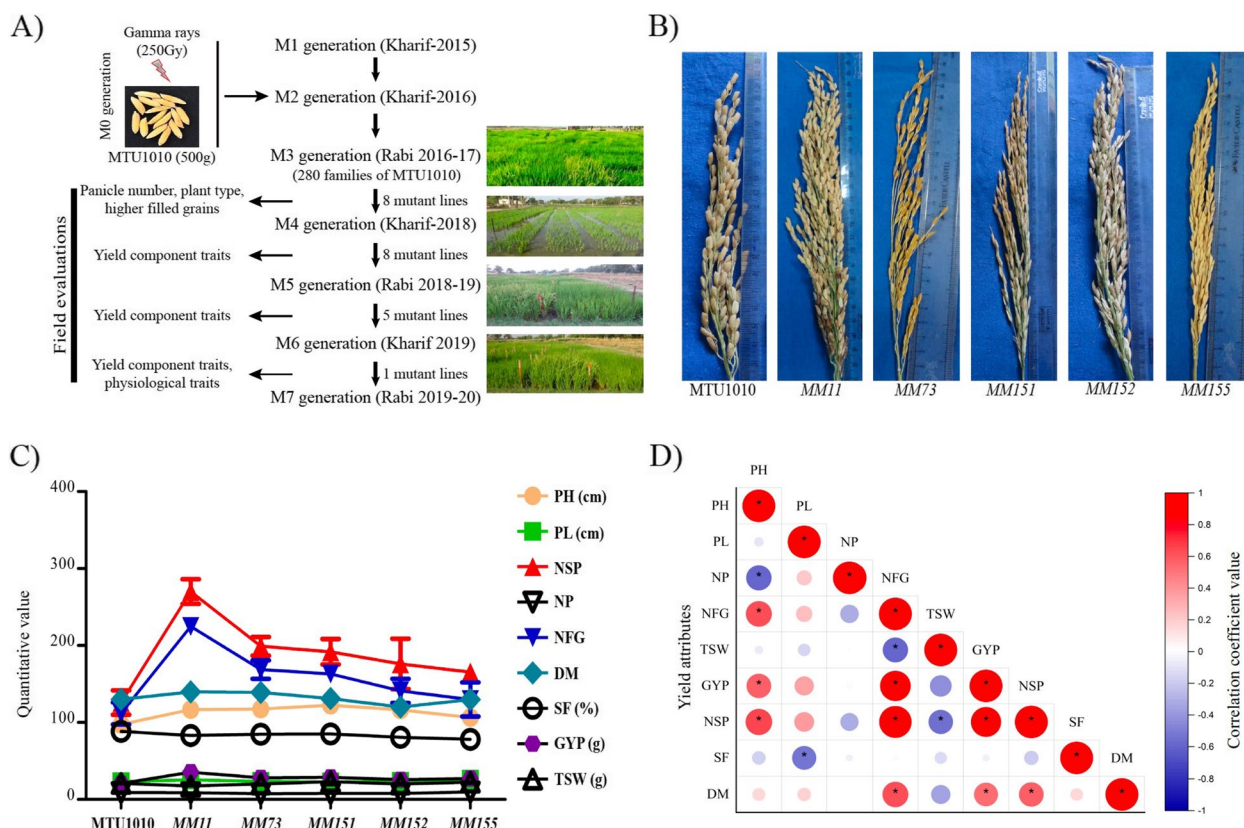 A)
Gamma rays
(250Gy)
M0 generation
MTU1010 (500g)
M1 generation (Kharif-2015)
M2 generation (Kharif-2016)
M3 generation (Rabi 2016-17)
(280 families of MTU1010)
8 mutant lines
M4 generation (Kharif-2018)
8 mutant lines
M5 generation (Rabi 2018-19)
5 mutant lines
M6 generation (Kharif 2019)
1 mutant lines
M7 generation (Rabi 2019-20)
Field evaluations
Panicle number, plant type,
higher filled grains
Yield component traits
Yield component traits
Yield component traits,
physiological traits
B)
MTU1010
MM11
MM73
MM151
MM152
MM155
C)
Quantitative value
400
300
200
100
0
MTU1010
MM11
MM73
MM151
MM152
MM155
PH (cm)
PL (cm)
NSP
NP
NFG
DM
SF (%)
GYP (g)
TSW (g)
D)
Yield attributes
PH
PL
NP
NFG
TSW
GYP
NSP
SF
DM
PH
PL
NP
NFG
TSW
GYP
NSP
SF
DM
* 
*
* *
* *
* *
* * *
* * * * *
* *
* * * *
1
0.8
0.6
0.4
0.2
0
-0.2
-0.4
-0.6
-0.8
-1
Correlation coefficient value